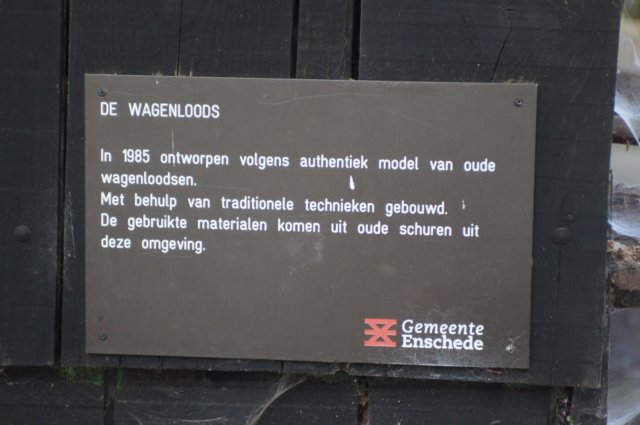 DE WAGENLOODS
In 1985 ontworpen volgens authentiek model van oude
wagenloodsen.
Met behulp van traditionele technieken gebouwd.
De gebruikte materialen komen uit oude schuren uit
deze omgeving.
Gemeente
Enschede